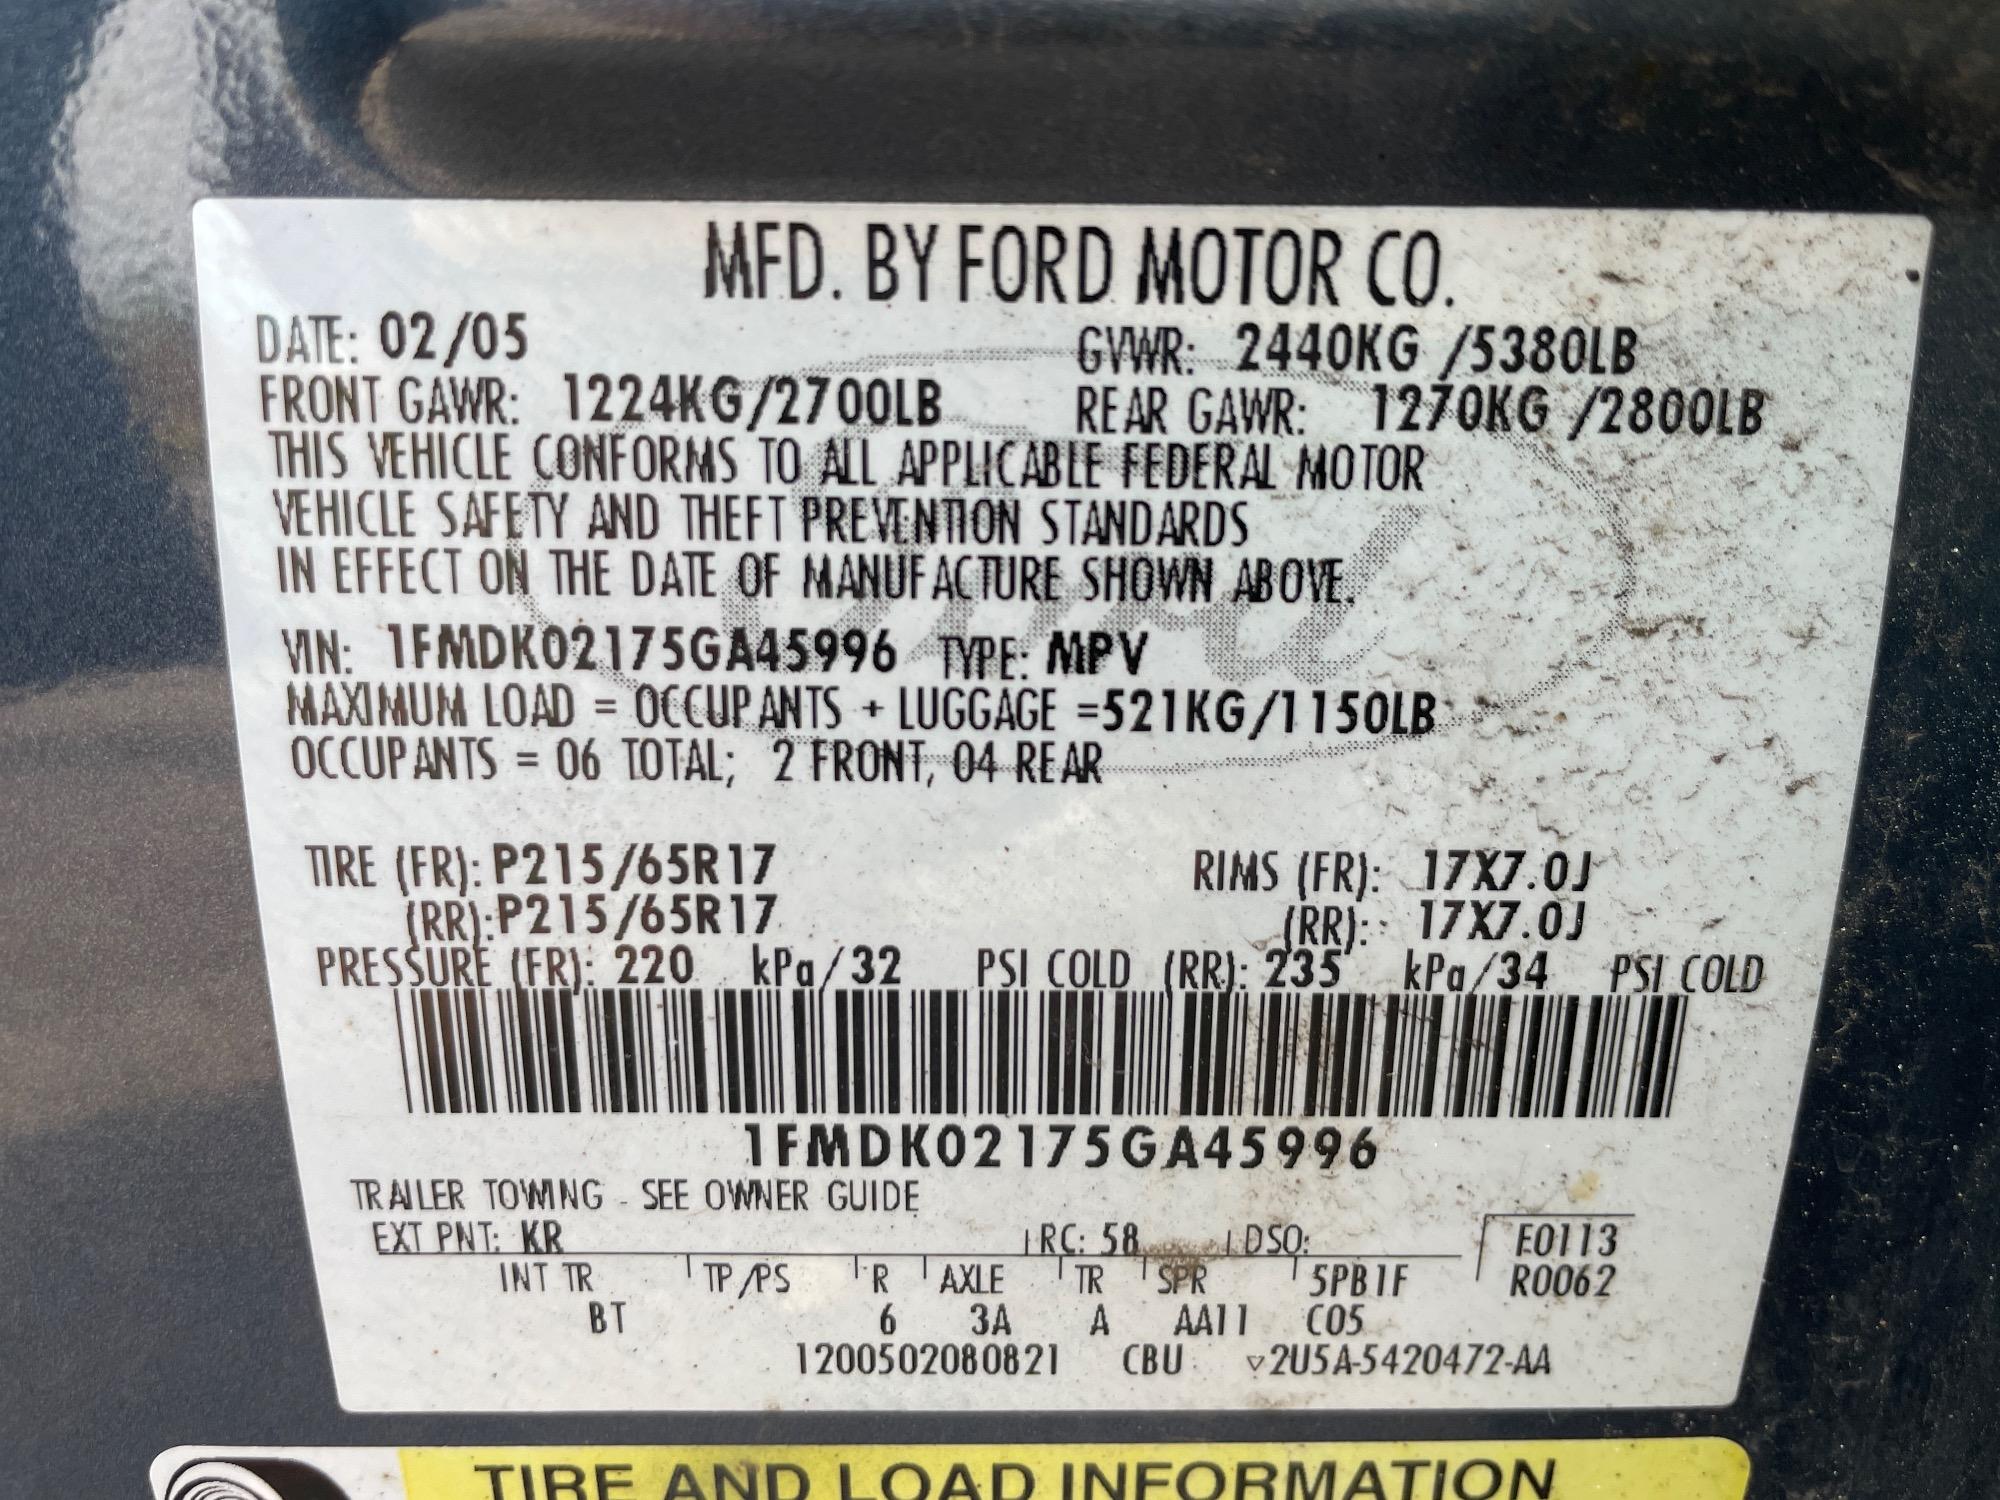 MFD. BY FORD MOTOR CO.
DATE: 02/05 GVWR: 2440KG /5380LB
FRONT GAWR: 1224KG/2700LB REAR GAWR: 1270KG /2800LB
THIS VEHICLE CONFORMS TO ALL APPLICABLE FEDERAL MOTOR
VEHICLE SAFETY AND THEFT PREVENTION STANDARDS
IN EFFECT ON THE DATE OF MANUFACTURE SHOWN ABOVE.
VIN: 1FMDK02175GA45996 TYPE: MPV
MAXIMUM LOAD = OCCUPANTS + LUGGAGE =521KG/1150LB
OCCUPANTS = 06 TOTAL; 2 FRONT, 04 REAR
TIRE (FR): P215/65R17 RIMS (FR): 17X7.0J
(RR): P215/65R17 (RR): 17X7.0J
PRESSURE (FR): 220 kPa/32 PSI COLD (RR): 235 kPa/34 PSI COLD
1FMDK02175GA45996
TRAILER TOWING - SEE OWNER GUIDE
EXT PNT: KR RC: 58 DSO: F0113
INT TR TP/PS R AXLE TR SPR 5PB1F R0062
BT 6 3A A AA11 C05
1200502080821 CBU ▽2U5A-5420472-AA
TIRE AND LOAD INFORMATION